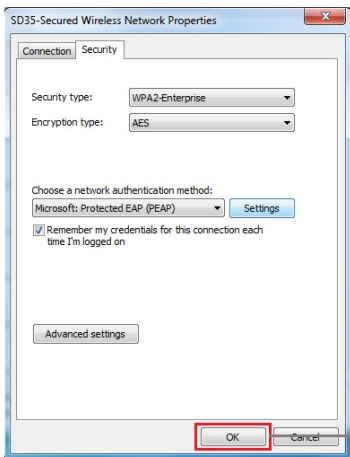 SD35-Secured Wireless Network Properties
Connection Security
Security type: WPA2-Enterprise
Encryption type: AES
Choose a network authentication method:
Microsoft: Protected EAP (PEAP) Settings
Remember my credentials for this connection each
time I'm logged on
Advanced settings
OK Cancel